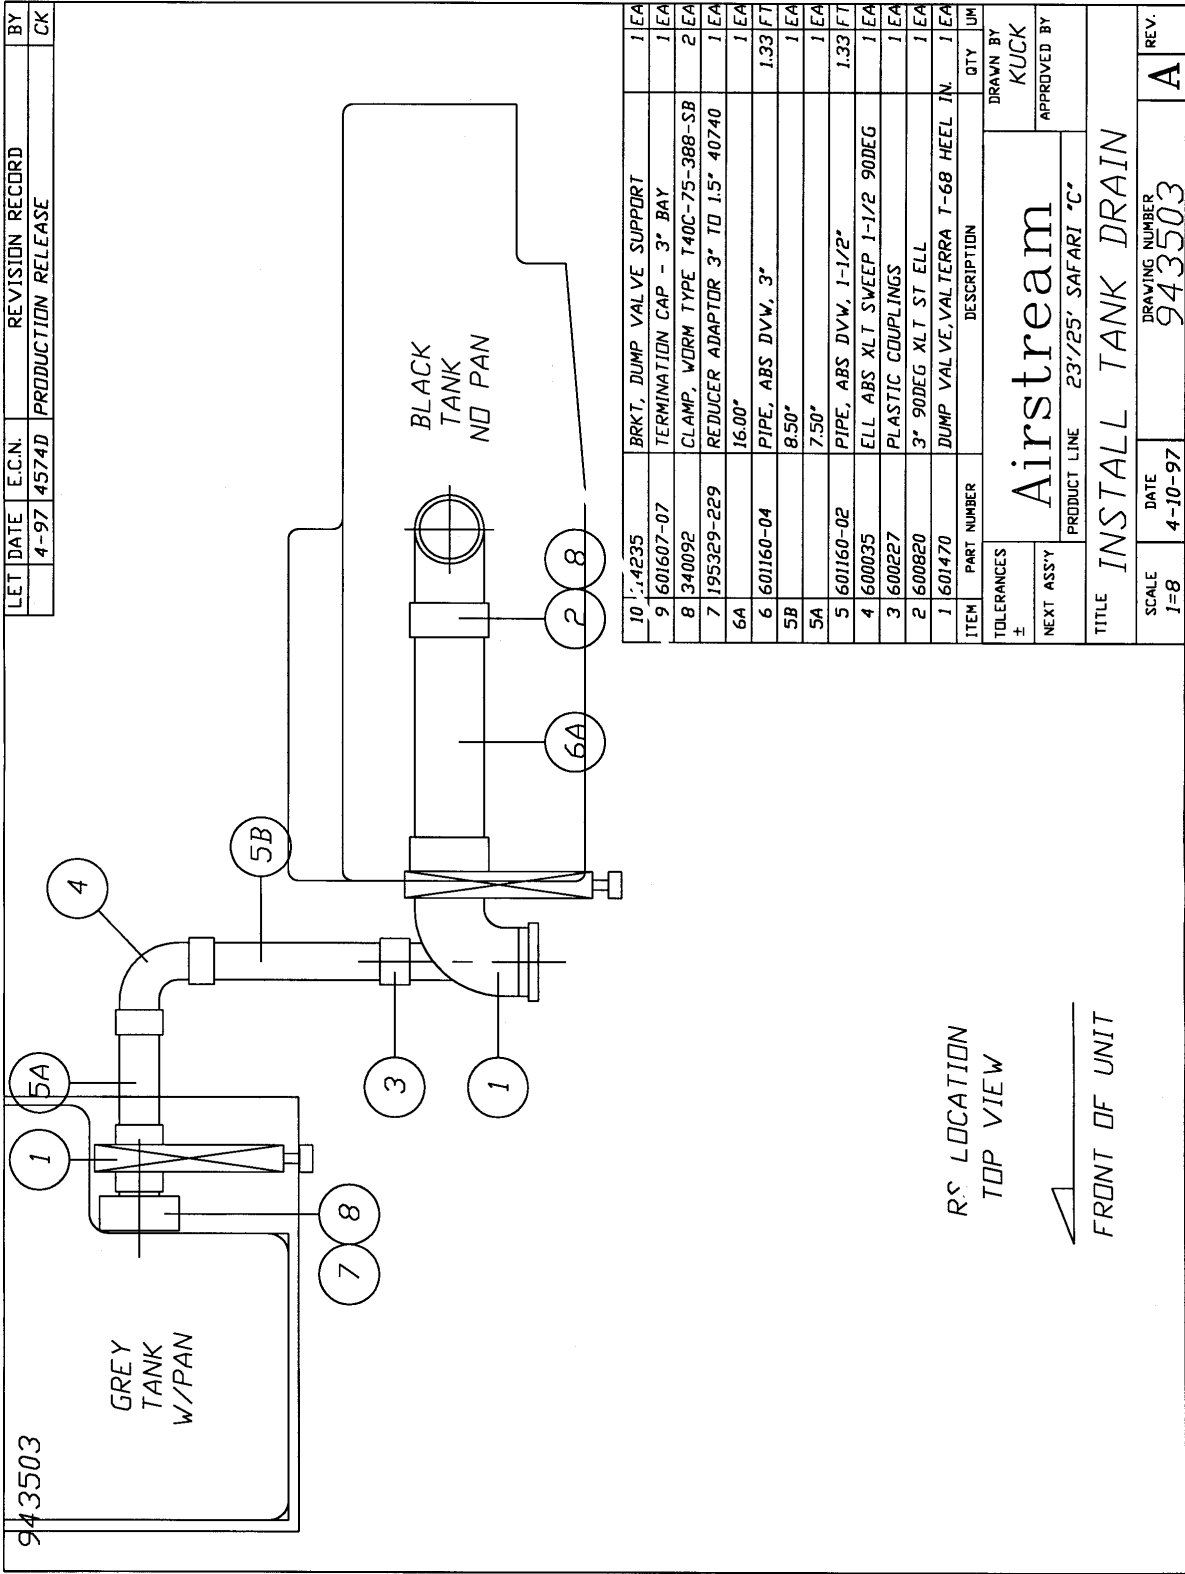 943503
LET DATE E.C.N. REVISION RECORD BY
4-97 4574D PRODUCTION RELEASE CK
GREY
TANK
W/PAN
BLACK
TANK
NO PAN
1
5A
4
5B
7 8
3
1
6A
2 8
RS LOCATION
TOP VIEW
FRONT OF UNIT
10 14235 BRKT, DUMP VALVE SUPPORT 1 EA
9 601607-07 TERMINATION CAP - 3" BAY 1 EA
8 340092 CLAMP, WORM TYPE T40C-75-388-SB 2 EA
7 195329-229 REDUCER ADAPTOR 3" TO 1.5" 40740 1 EA
6A 16.00" 1 EA
6 601160-04 PIPE, ABS DVW, 3" 1.33 FT
5B 8.50" 1 EA
5A 7.50" 1 EA
5 601160-02 PIPE, ABS DVW, 1-1/2" 1.33 FT
4 600035 ELL ABS XLT SWEEP 1-1/2 90DEG 1 EA
3 600227 PLASTIC COUPLINGS 1 EA
2 600820 3" 90DEG XLT ST ELL 1 EA
1 601470 DUMP VALVE,VALTERRA T-68 HEEL IN. 1 EA
ITEM PART NUMBER DESCRIPTION QTY UM
TOLERANCES
±
NEXT ASS'Y
Airstream
PRODUCT LINE 23'/25' SAFARI "C"
DRAWN BY
KUCK
APPROVED BY
TITLE INSTALL TANK DRAIN
SCALE
1=8
DATE
4-10-97
DRAWING NUMBER
943503
REV.
A